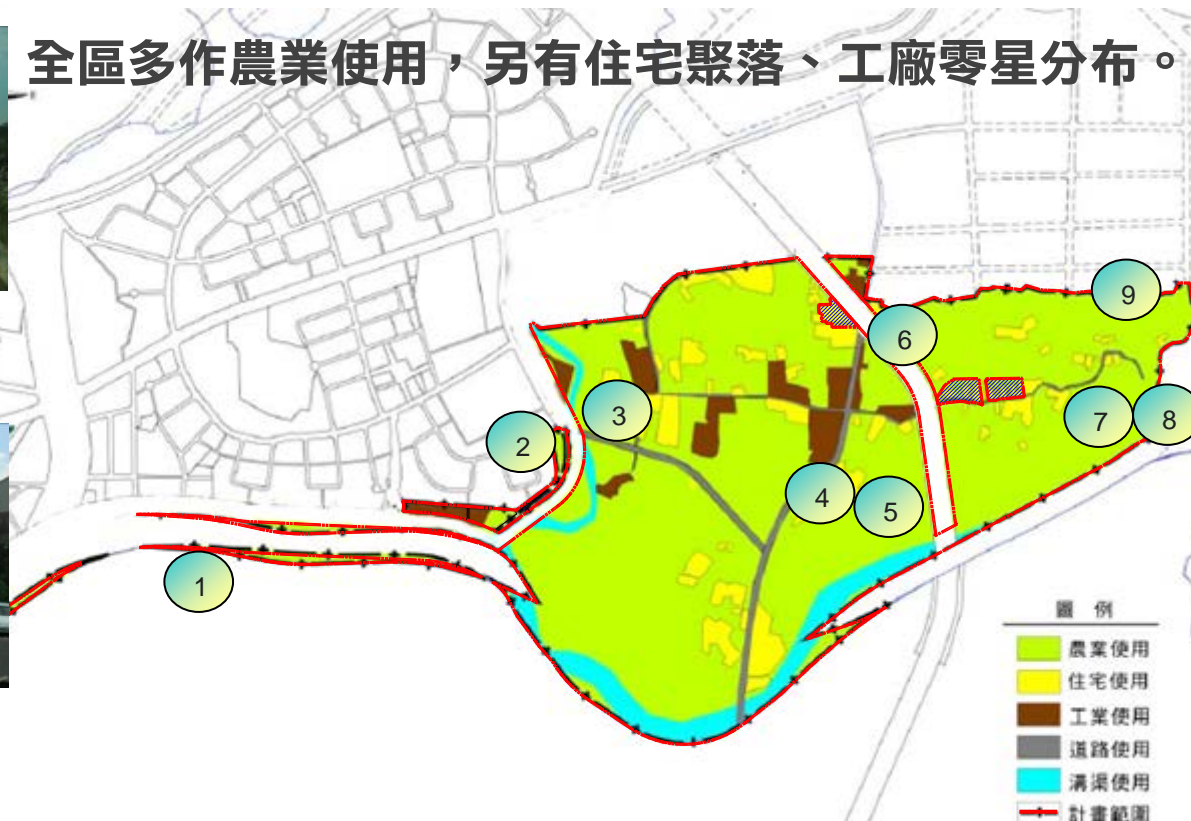 全區多作農業使用，另有住宅聚落、工廠零星分布。
9
6
3
7
8
2
4
5
1
圖 例
農業使用
住宅使用
工業使用
道路使用
溝渠使用
計畫範圍